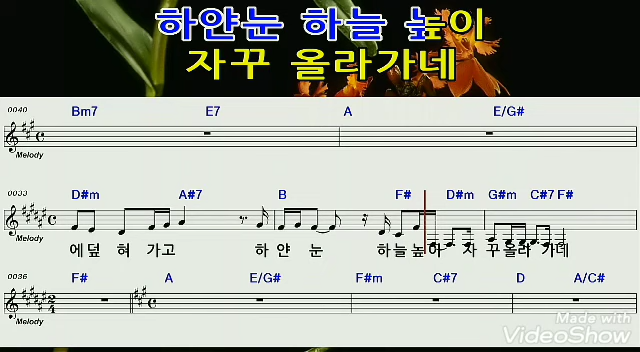 하얀눈 하늘 높이
자꾸 올라가네
0040 Bm7 E7 A E/G#
Melody
0033 D#m A#7 B F# D#m G#m C#7 F#
Melody
에덮 혀 가고 하 얀 눈 하늘높이 자 꾸올라 가네
0036 F# A E/G# F#m C#7 D A/C#
2/4
Melody
Made with
VideoShow